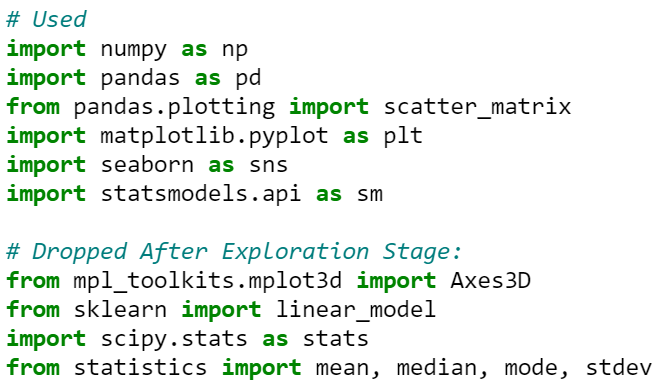 # Used
import numpy as np
import pandas as pd
from pandas.plotting import scatter_matrix
import matplotlib.pyplot as plt
import seaborn as sns
import statsmodels.api as sm
# Dropped After Exploration Stage:
from mpl_toolkits.mplot3d import Axes3D
from sklearn import linear_model
import scipy.stats as stats
from statistics import mean, median, mode, stdev